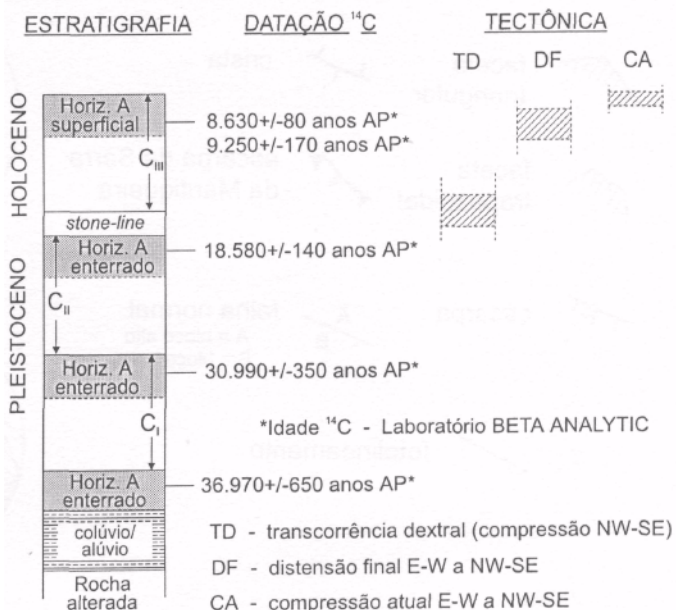 ESTRATIGRAFIA
DATAÇÃO ¹⁴C
TECTÔNICA
TD DF CA
HOLOCENO
PLEISTOCENO
Horiz. A
superficial
8.630+/-80 anos AP*
9.250+/-170 anos AP*
C III
stone-line
Horiz. A
enterrado
18.580+/-140 anos AP*
C II
Horiz. A
enterrado
30.990+/-350 anos AP*
C I
*Idade ¹⁴C - Laboratório BETA ANALYTIC
Horiz. A
enterrado
36.970+/-650 anos AP*
colúvio/
alúvio
Rocha
alterada
TD - transcorrência dextral (compressão NW-SE)
DF - distensão final E-W a NW-SE
CA - compressão atual E-W a NW-SE